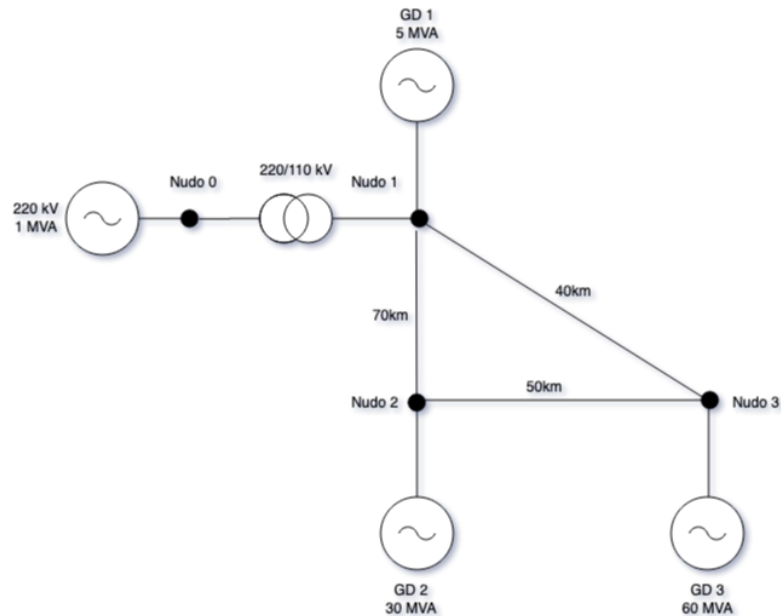 GD 1
5 MVA
220/110 kV
Nudo 0
Nudo 1
220 kV
1 MVA
40km
70km
50km
Nudo 2
Nudo 3
GD 2
30 MVA
GD 3
60 MVA